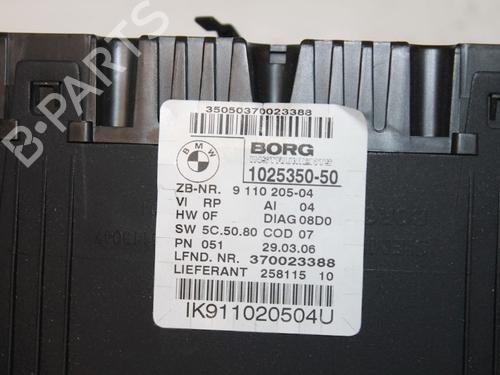 35050370023388
BMW
BORG
INSTRUMENTS
1025350-50
ZB-NR. 9 110 205-04
VI RP AI 04
HW 0F DIAG 08D0
SW 5C.50.80 COD 07
PN 051 29.03.06
LFND. NR. 370023388
LIEFERANT 258115 10
IK911020504U
B-PARTS